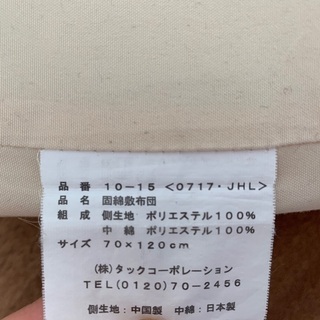 品 番 10-15 <0717・JHL>
品 名 固綿敷布団
組 成 側生地 ポリエステル100%
中 綿 ポリエステル100%
サイズ 70×120cm
(株)タックコーポレーション
TEL(0120)70-2456
側生地:中国製 中綿:日本製